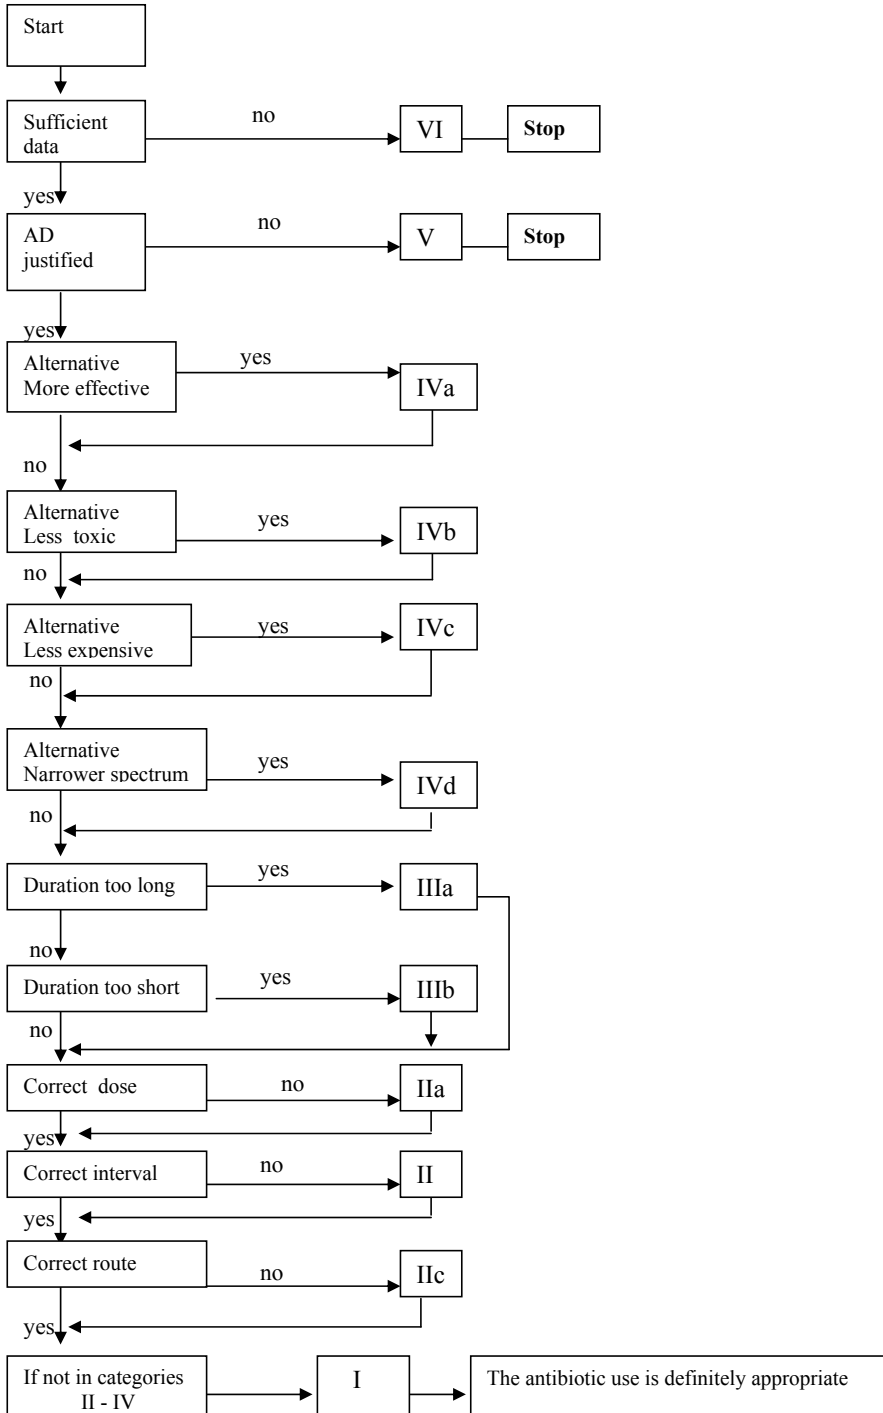 Start
Sufficient
data
no
VI
Stop
yes
AD
justified
no
V
Stop
yes
Alternative
More effective
yes
IVa
no
Alternative
Less toxic
yes
IVb
no
Alternative
Less expensive
yes
IVc
no
Alternative
Narrower spectrum
yes
IVd
no
Duration too long
yes
IIIa
no
Duration too short
yes
IIIb
no
Correct dose
no
IIa
yes
Correct interval
no
II
yes
Correct route
no
IIc
yes
If not in categories
II - IV
I
The antibiotic use is definitely appropriate